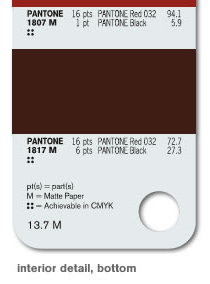 PANTONE 16 pts PANTONE Red 032 94.1
1807 M 1 pt PANTONE Black 5.9
PANTONE 16 pts PANTONE Red 032 72.7
1817 M 6 pts PANTONE Black 27.3
pt(s) = part(s)
M = Matte Paper
= Achievable in CMYK
13.7 M
interior detail, bottom